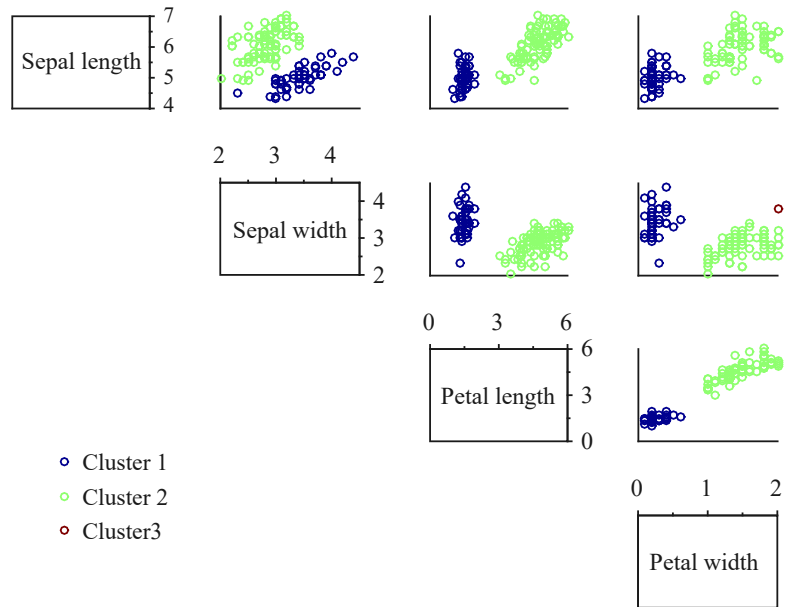 7
Sepal length
6
5
4
2 3 4
4
Sepal width
3
2
0 3 6
6
Petal length
3
0
Cluster 1
Cluster 2
Cluster3
0 1 2
Petal width